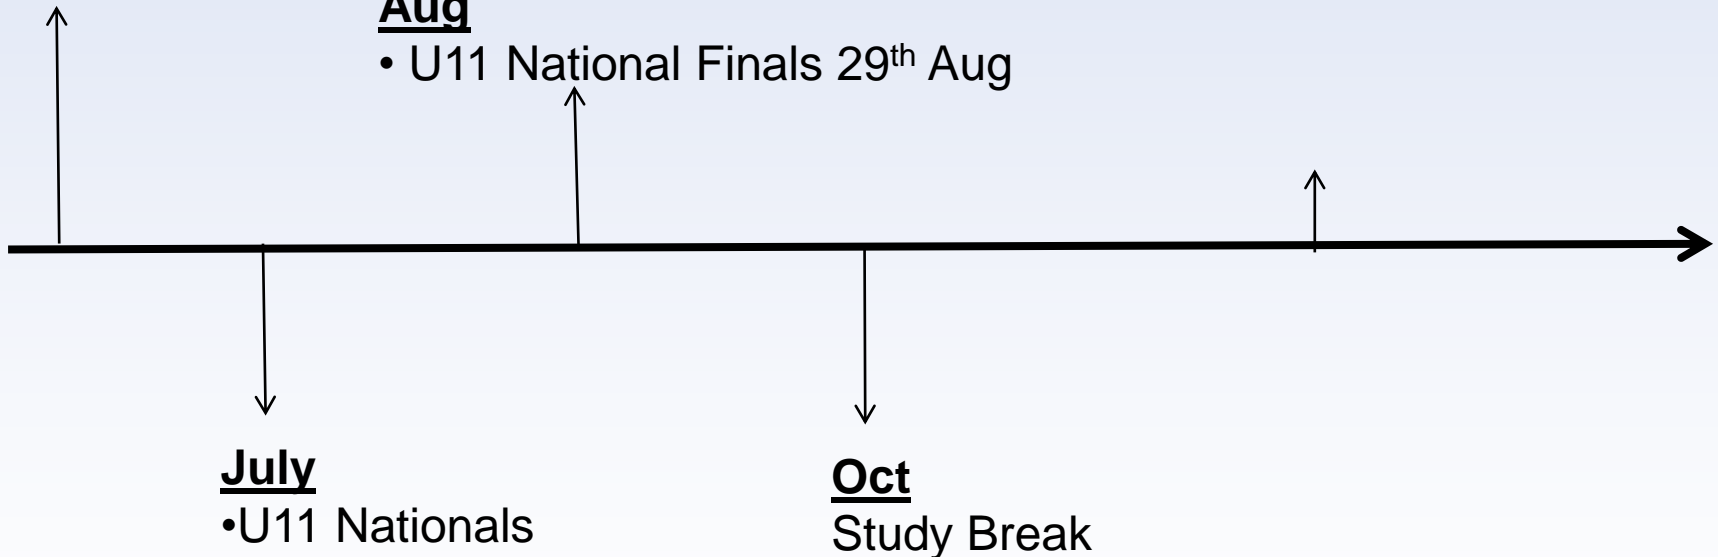 Aug
• U11 National Finals 29th Aug
July
•U11 Nationals
Oct
Study Break